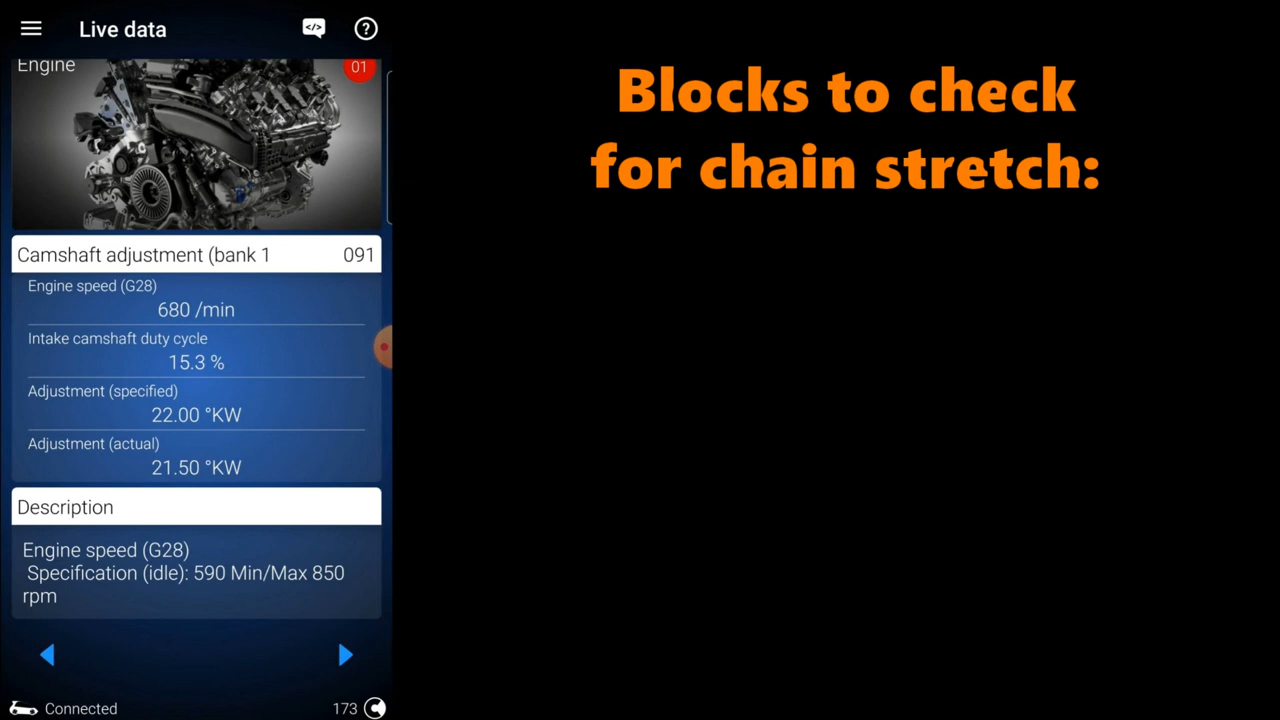 Live data
Engine
01
Camshaft adjustment (bank 1 091
Engine speed (G28)
680 /min
Intake camshaft duty cycle
15.3 %
Adjustment (specified)
22.00 °KW
Adjustment (actual)
21.50 °KW
Description
Engine speed (G28)
Specification (idle): 590 Min/Max 850
rpm
Connected 173
Blocks to check
for chain stretch: